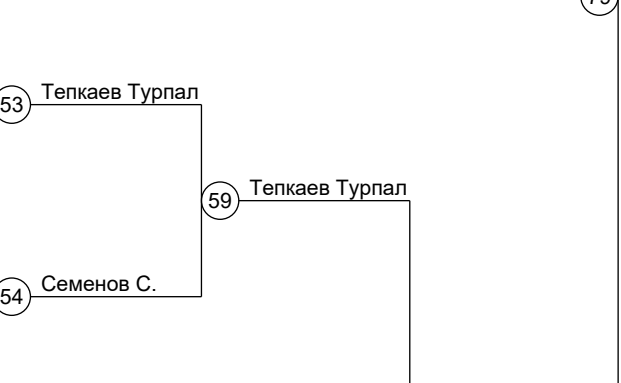 53 Тепкаев Турпал
59 Тепкаев Турпал
54 Семенов С.